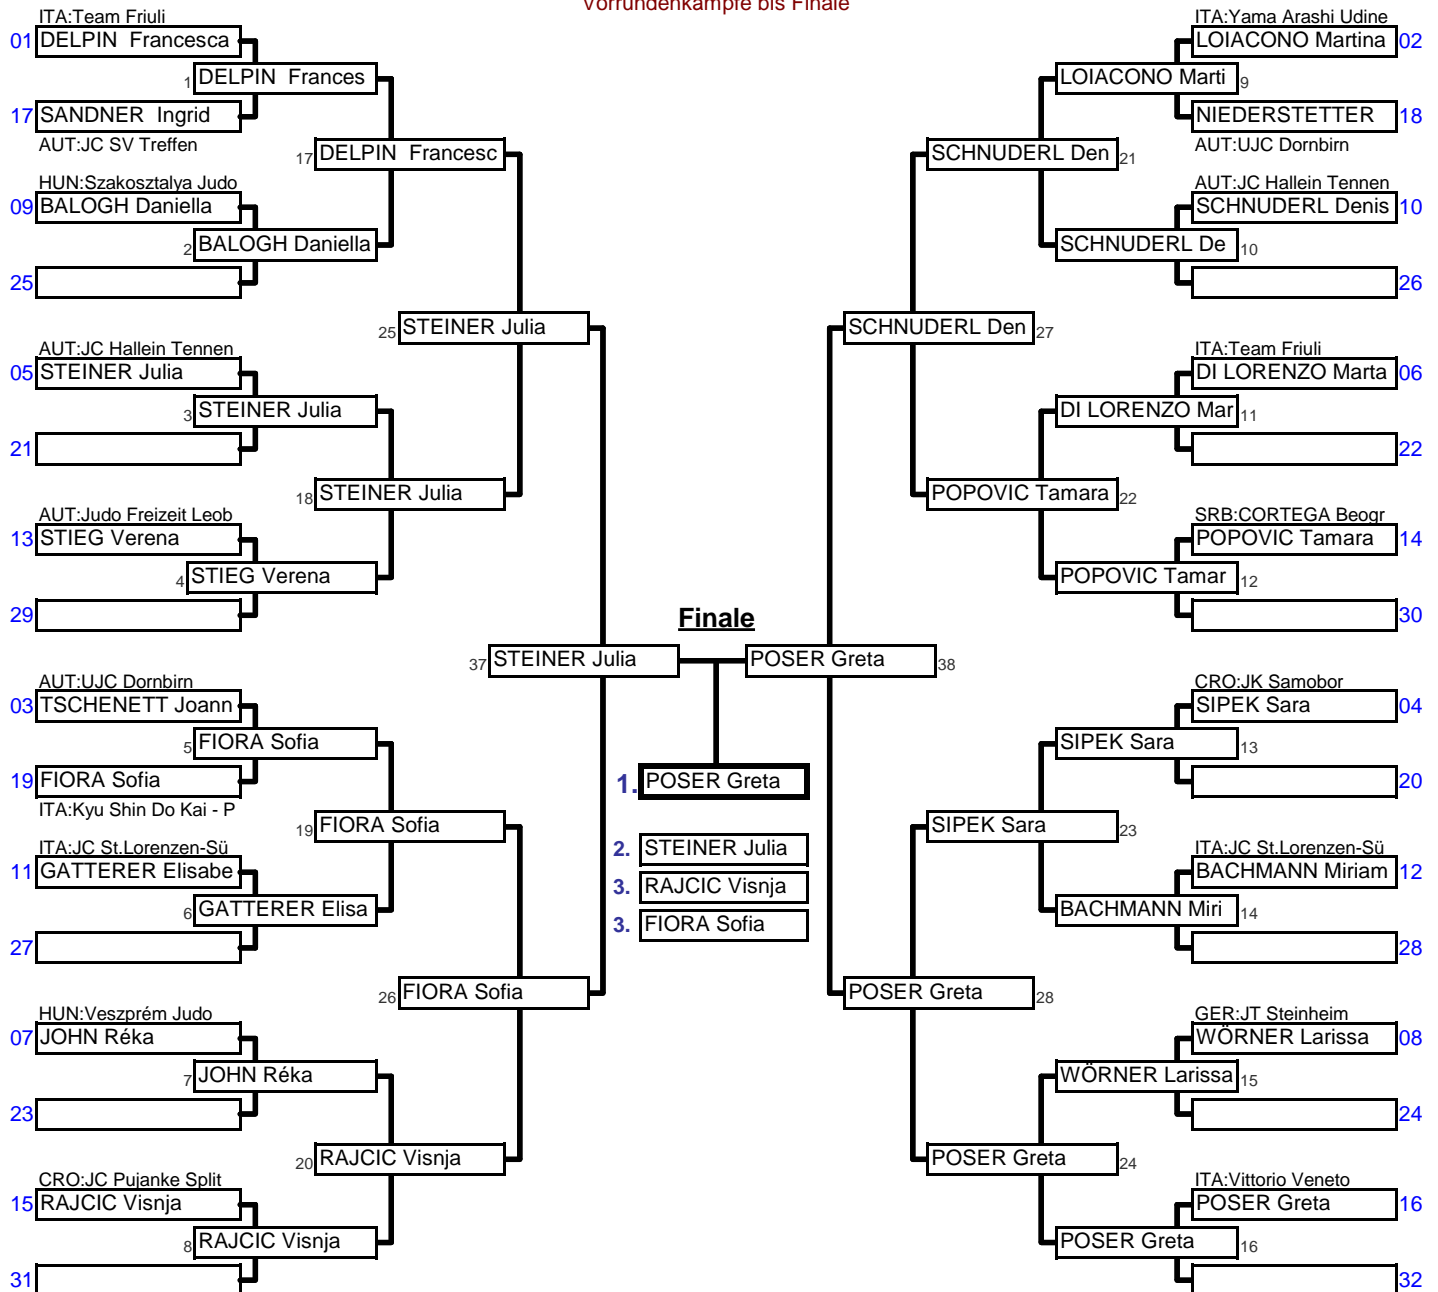 Vorrundenkämpfe bis Finale
ITA:Team Friuli
01 DELPIN  Francesca
1 DELPIN  Frances
17 SANDNER  Ingrid
AUT:JC SV Treffen
17 DELPIN  Francesc
HUN:Szakosztalya Judo
09 BALOGH Daniella
2 BALOGH Daniella
25
25 STEINER Julia
AUT:JC Hallein Tennen
05 STEINER Julia
3 STEINER Julia
21
18 STEINER Julia
AUT:Judo Freizeit Leob
13 STIEG Verena
4 STIEG Verena
29
37 STEINER Julia
AUT:UJC Dornbirn
03 TSCHENETT Joann
5 FIORA Sofia
19 FIORA Sofia
ITA:Kyu Shin Do Kai - P
19 FIORA Sofia
ITA:JC St.Lorenzen-Sü
11 GATTERER Elisabe
6 GATTERER Elisa
27
26 FIORA Sofia
HUN:Veszprém Judo
07 JOHN Réka
7 JOHN Réka
23
20 RAJCIC Visnja
CRO:JC Pujanke Split
15 RAJCIC Visnja
8 RAJCIC Visnja
31
Finale
1. POSER Greta
2. STEINER Julia
3. RAJCIC Visnja
3. FIORA Sofia
ITA:Yama Arashi Udine
LOIACONO Martina 02
LOIACONO Marti 9
NIEDERSTETTER 18
AUT:UJC Dornbirn
SCHNUDERL Den 21
AUT:JC Hallein Tennen
SCHNUDERL Denis 10
SCHNUDERL De 10
26
SCHNUDERL Den 27
ITA:Team Friuli
DI LORENZO Marta 06
DI LORENZO Mar 11
22
POPOVIC Tamara 22
SRB:CORTEGA Beogr
POPOVIC Tamara 14
POPOVIC Tamar 12
30
POSER Greta 38
CRO:JK Samobor
SIPEK Sara 04
SIPEK Sara 13
20
SIPEK Sara 23
ITA:JC St.Lorenzen-Sü
BACHMANN Miriam 12
BACHMANN Miri 14
28
POSER Greta 28
GER:JT Steinheim
WÖRNER Larissa 08
WÖRNER Larissa 15
24
POSER Greta 24
ITA:Vittorio Veneto
POSER Greta 16
POSER Greta 16
32